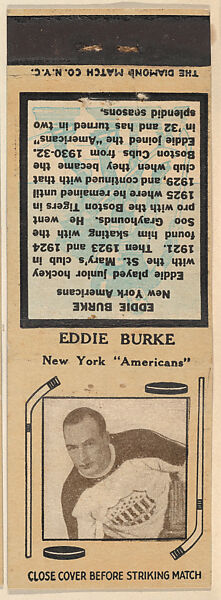 THE DIAMOND MATCH CO. N.Y.C.
EDDIE BURKE
New York Americans
Eddie played junior hockey
with the St. Mary's club in
1921. Then 1923 and 1924
found him skating with the
Soo Grayhounds. He went
pro with the Boston Tigers in
1925 where he remained until
1929, and continued with that
club when they became the
Boston Cubs from 1930-32.
Eddie joined the "Americans"
in '32 and has turned in two
splendid seasons.
EDDIE BURKE
New York "Americans"
CLOSE COVER BEFORE STRIKING MATCH